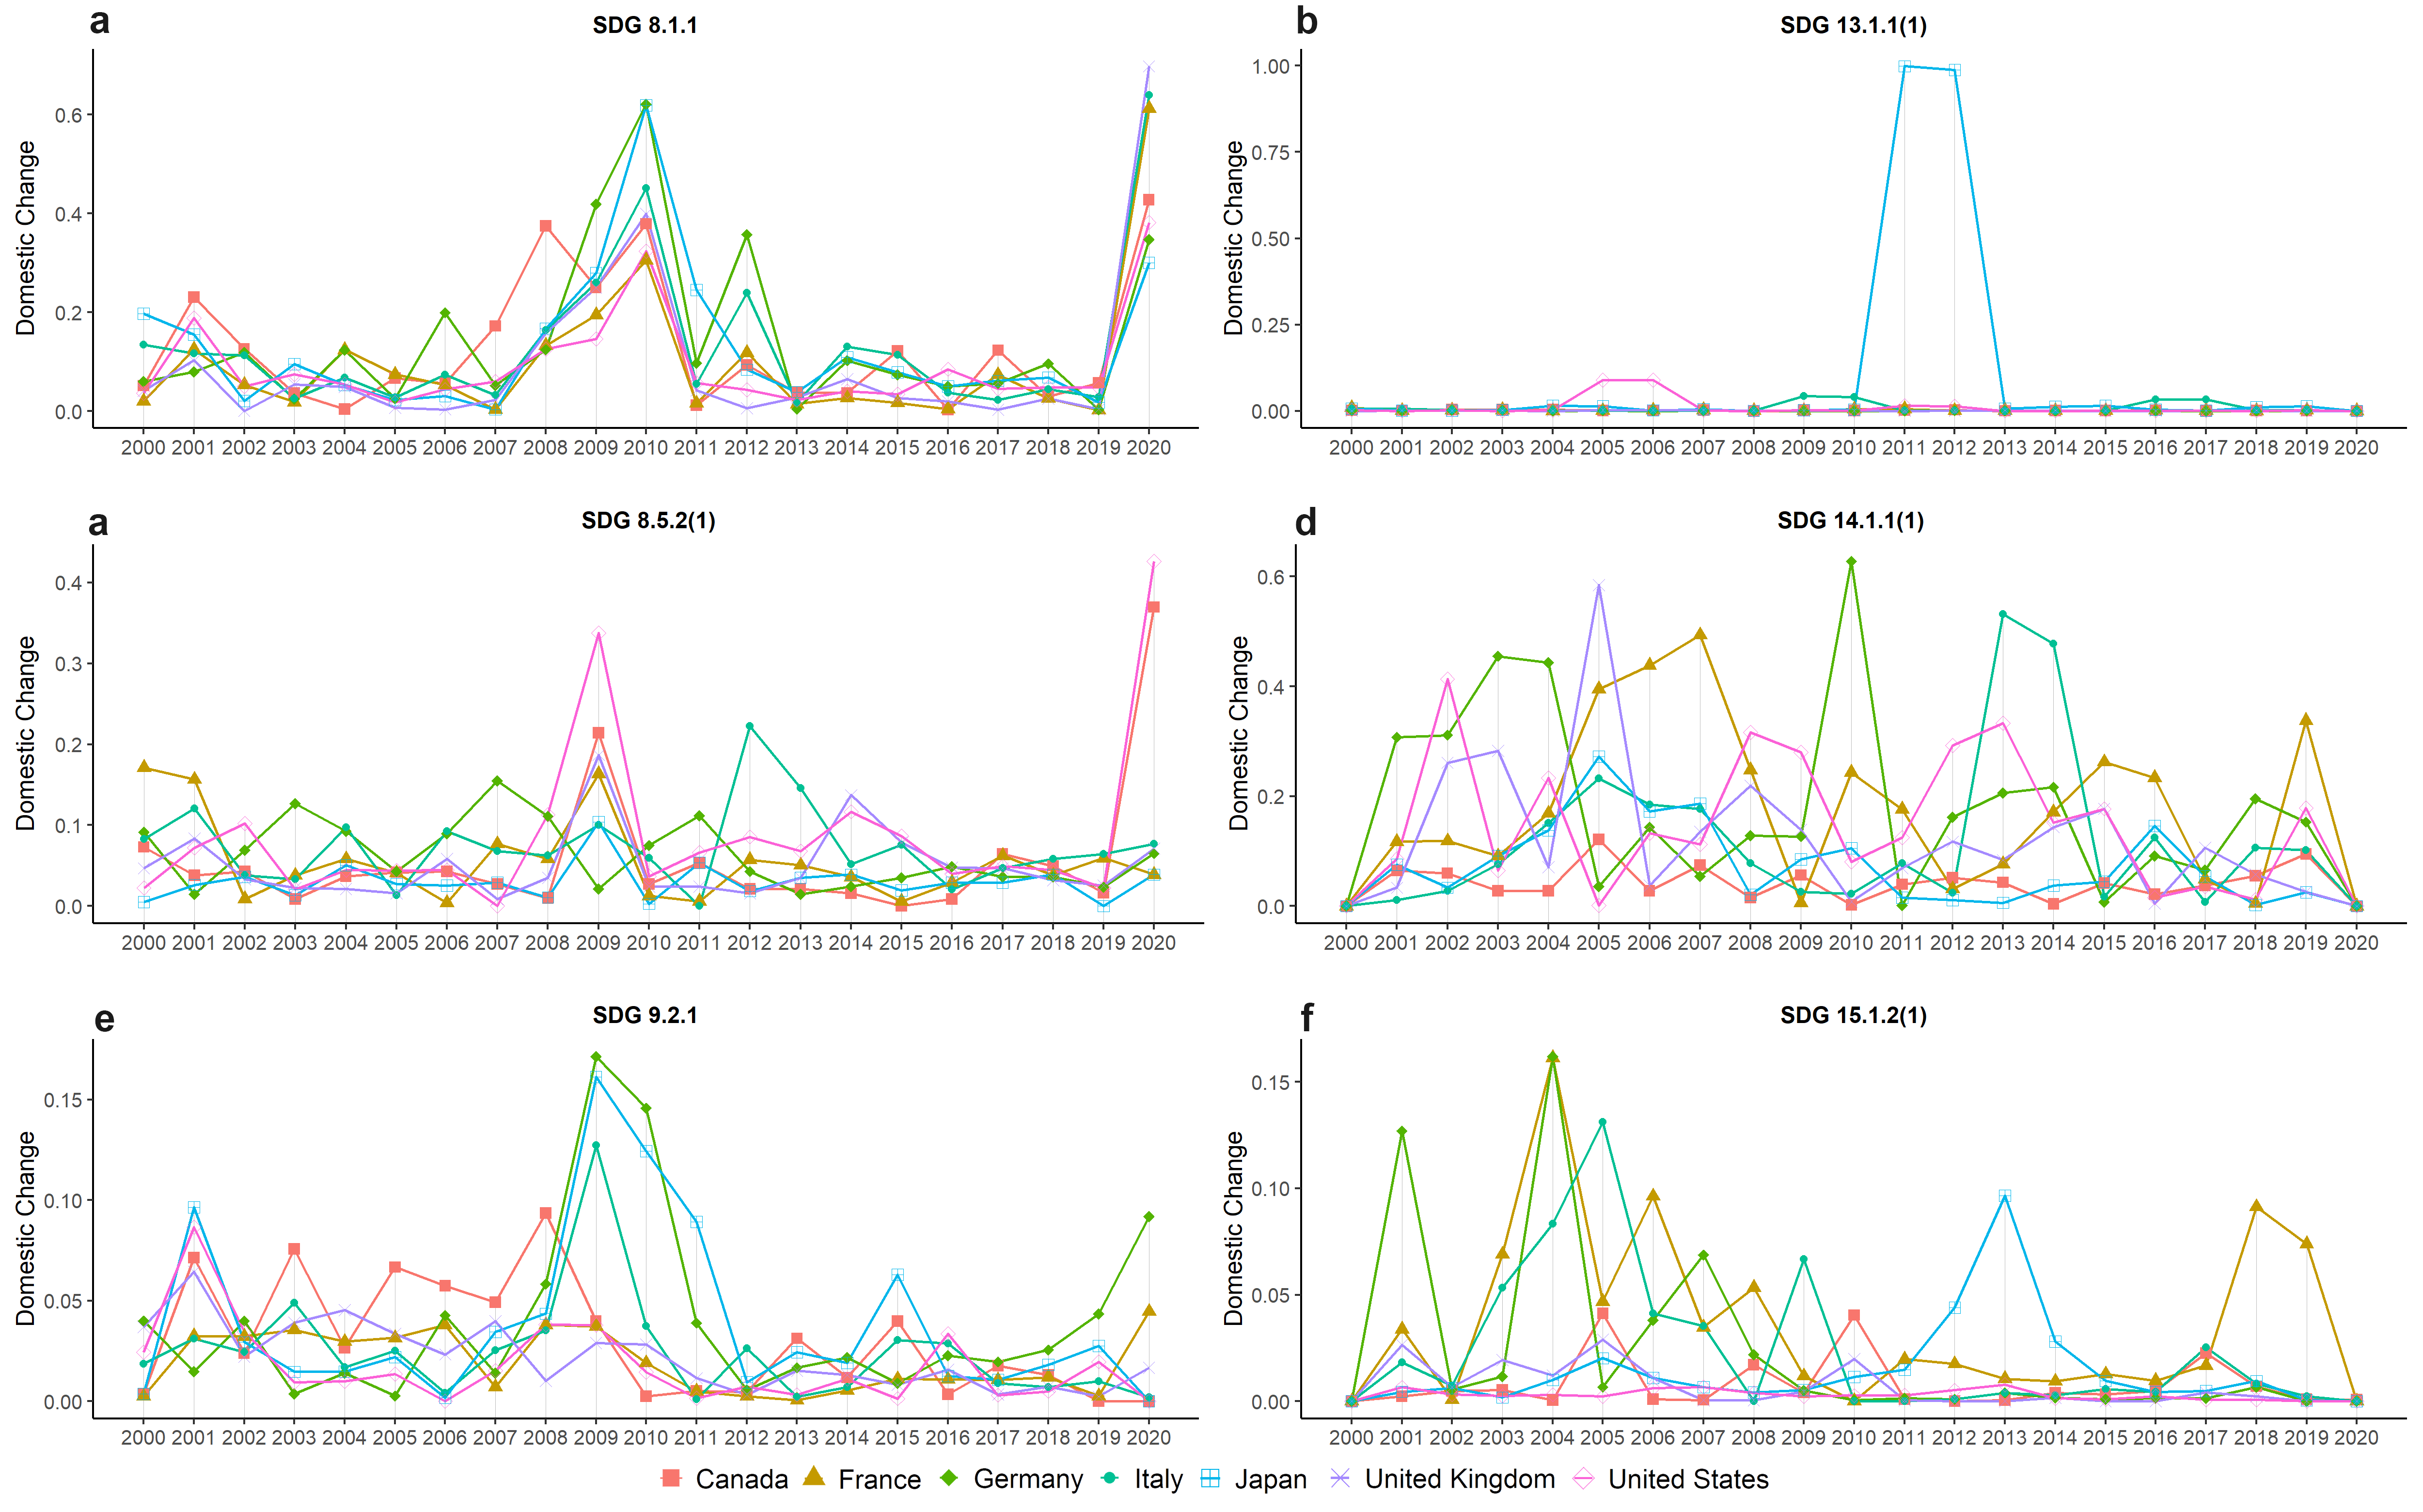 a SDG 8.1.1
Domestic Change
0.6
0.4
0.2
0.0
2000 2001 2002 2003 2004 2005 2006 2007 2008 2009 2010 2011 2012 2013 2014 2015 2016 2017 2018 2019 2020
b SDG 13.1.1(1)
Domestic Change
1.00
0.75
0.50
0.25
0.00
2000 2001 2002 2003 2004 2005 2006 2007 2008 2009 2010 2011 2012 2013 2014 2015 2016 2017 2018 2019 2020
a SDG 8.5.2(1)
Domestic Change
0.4
0.3
0.2
0.1
0.0
2000 2001 2002 2003 2004 2005 2006 2007 2008 2009 2010 2011 2012 2013 2014 2015 2016 2017 2018 2019 2020
d SDG 14.1.1(1)
Domestic Change
0.6
0.4
0.2
0.0
2000 2001 2002 2003 2004 2005 2006 2007 2008 2009 2010 2011 2012 2013 2014 2015 2016 2017 2018 2019 2020
e SDG 9.2.1
Domestic Change
0.15
0.10
0.05
0.00
2000 2001 2002 2003 2004 2005 2006 2007 2008 2009 2010 2011 2012 2013 2014 2015 2016 2017 2018 2019 2020
f SDG 15.1.2(1)
Domestic Change
0.15
0.10
0.05
0.00
2000 2001 2002 2003 2004 2005 2006 2007 2008 2009 2010 2011 2012 2013 2014 2015 2016 2017 2018 2019 2020
Canada France Germany Italy Japan United Kingdom United States